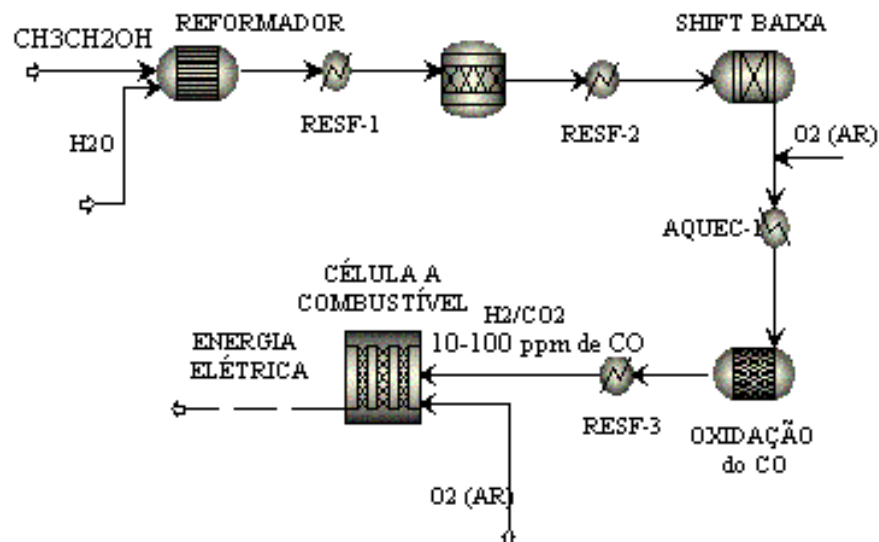 REFORMADOR
SHIFT BAIXA
CH3CH2OH
RESF-1
RESF-2
H2O
O2 (AR)
AQUEC-1
CÉLULA A
COMBUSTÍVEL
H2/CO2
10-100 ppm de CO
ENERGIA
ELÉTRICA
RESF-3
OXIDAÇÃO
do CO
O2 (AR)